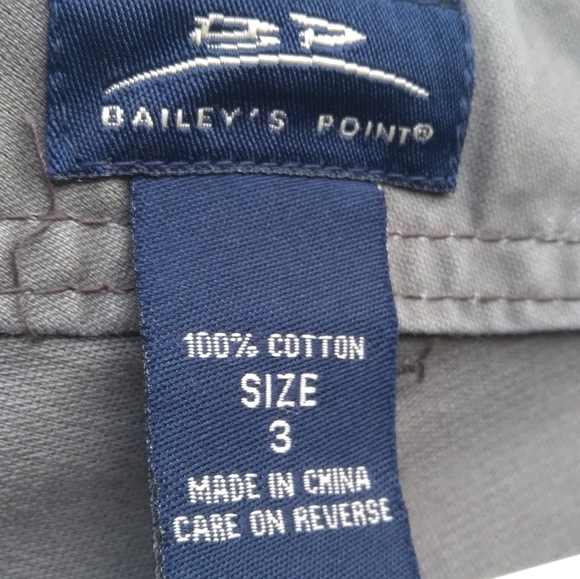 BP
BAILEY'S POINT®
100% COTTON
SIZE
3
MADE IN CHINA
CARE ON REVERSE